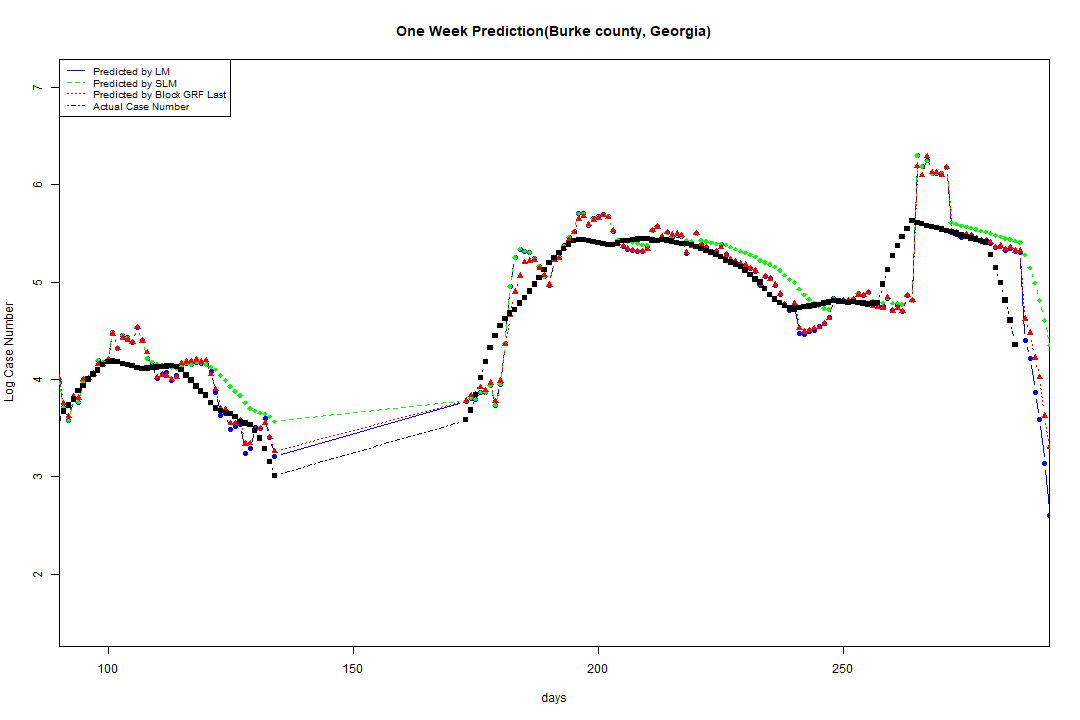 One Week Prediction(Burke county, Georgia)
Predicted by LM
Predicted by SLM
Predicted by Block GRF Last
Actual Case Number
7
6
5
4
3
2
Log Case Number
100 150 200 250
days